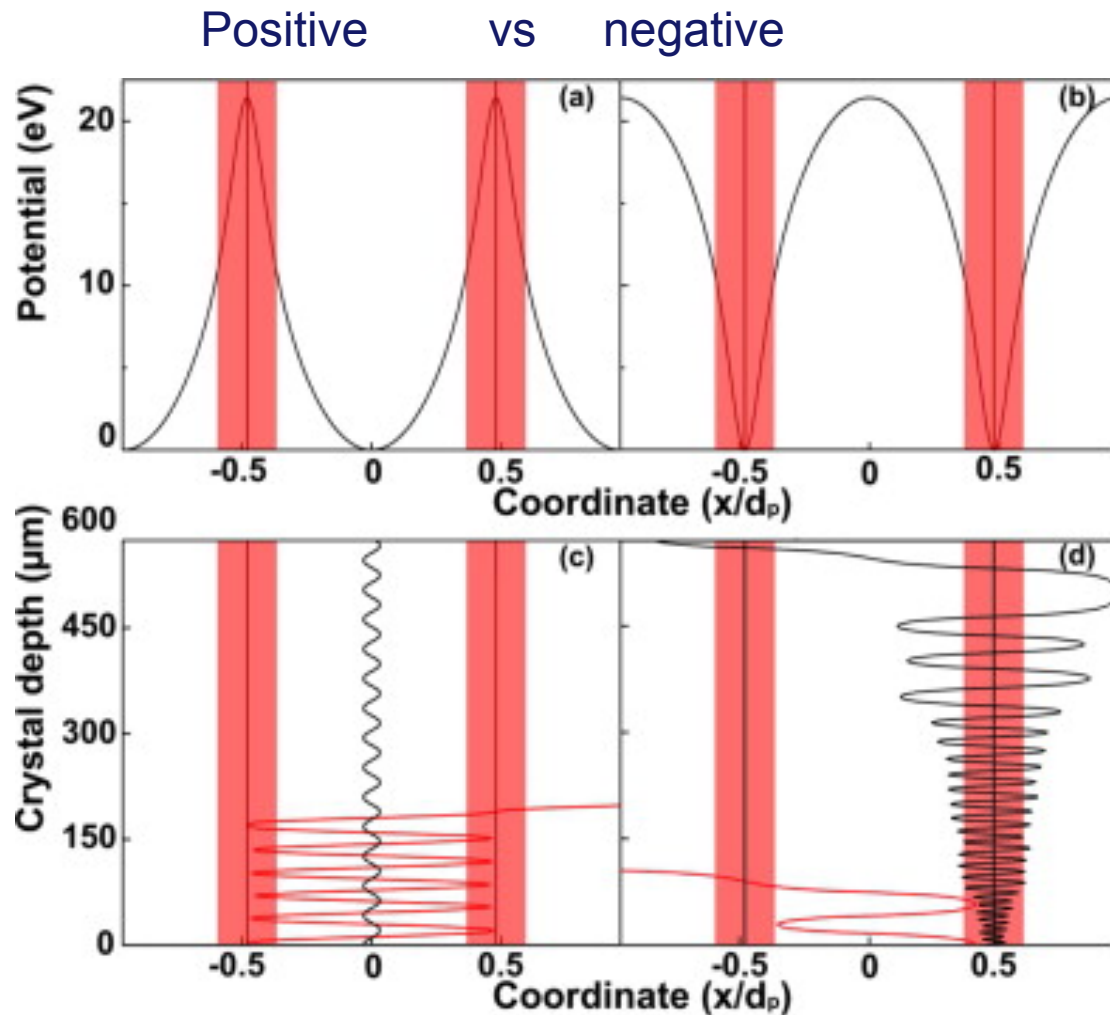 Positive vs negative
(a) (b)
Potential (eV)
20
10
0
-0.5 0 0.5 -0.5 0 0.5
Coordinate (x/dₚ)
(c) (d)
Crystal depth (µm)
600
450
300
150
0
-0.5 0 0.5 -0.5 0 0.5
Coordinate (x/dₚ)